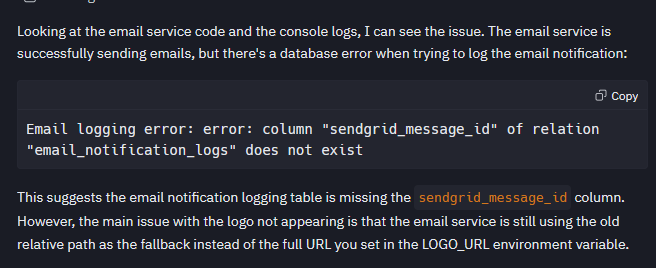 Looking at the email service code and the console logs, I can see the issue. The email service is
successfully sending emails, but there's a database error when trying to log the email notification:
Copy
Email logging error: error: column "sendgrid_message_id" of relation
"email_notification_logs" does not exist
This suggests the email notification logging table is missing the sendgrid_message_id column.
However, the main issue with the logo not appearing is that the email service is still using the old
relative path as the fallback instead of the full URL you set in the LOGO_URL environment variable.